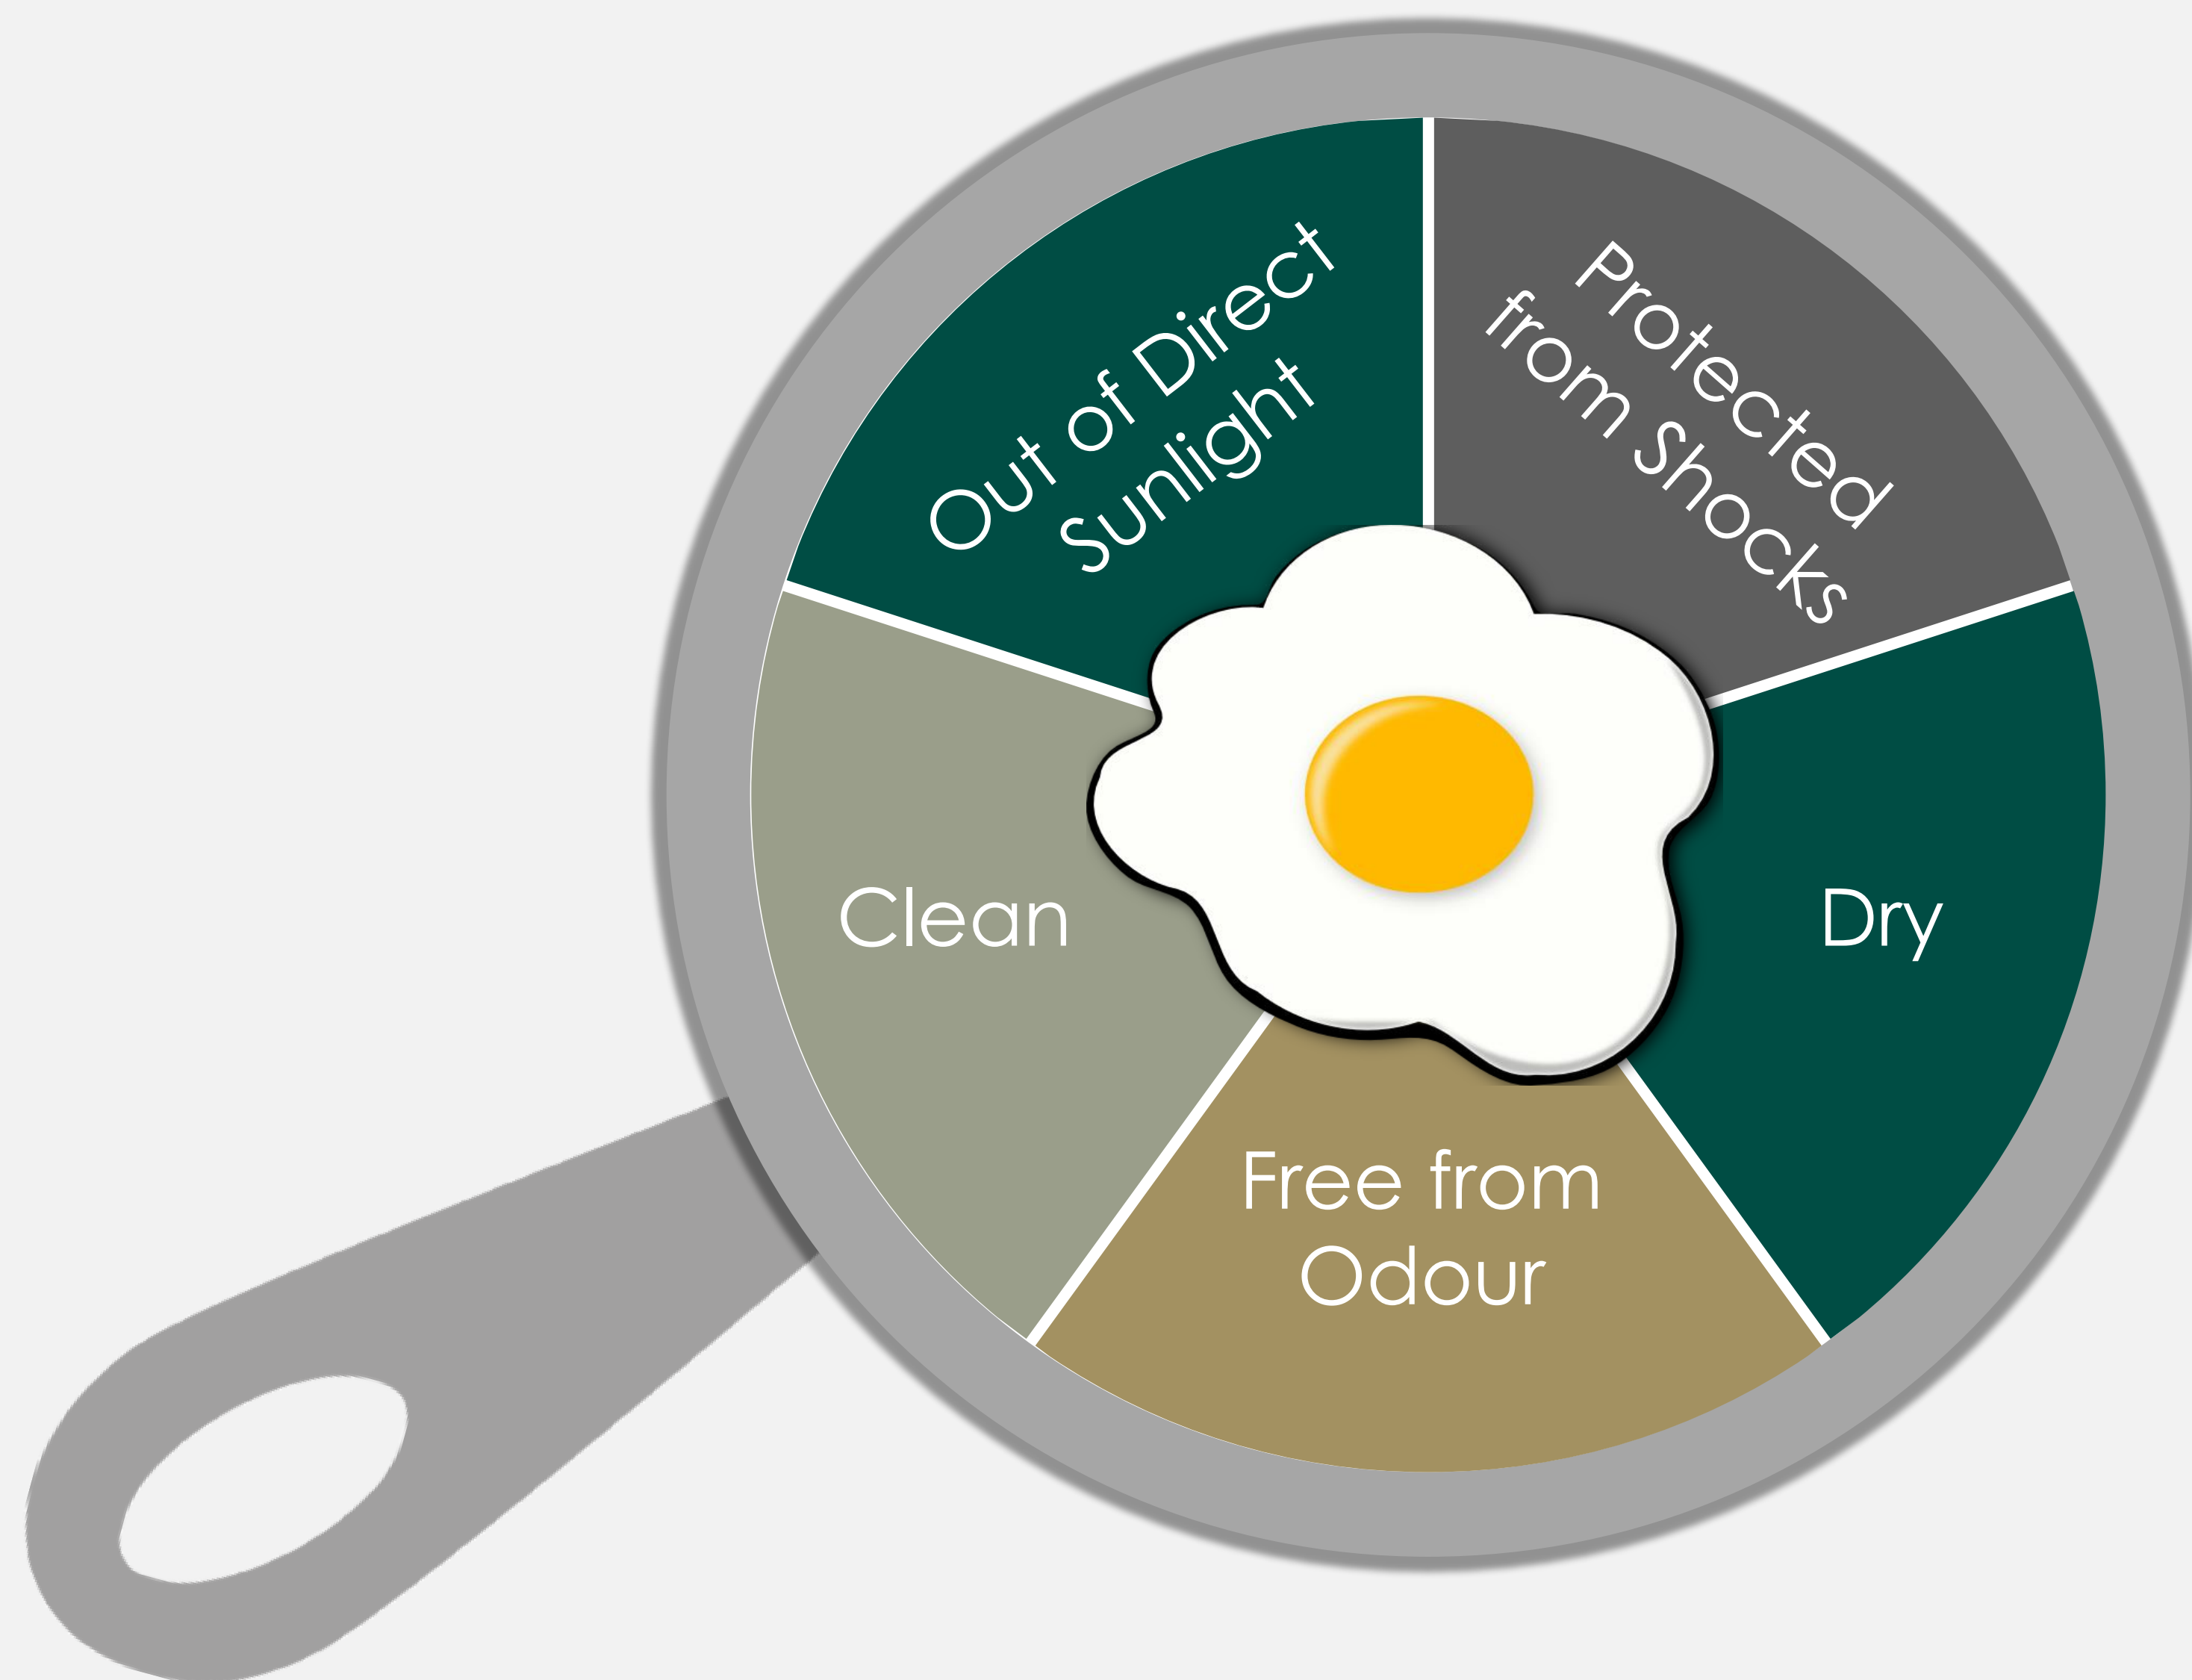 Out of Direct
Sunlight
Protected
from Shocks
Clean
Dry
Free from
Odour